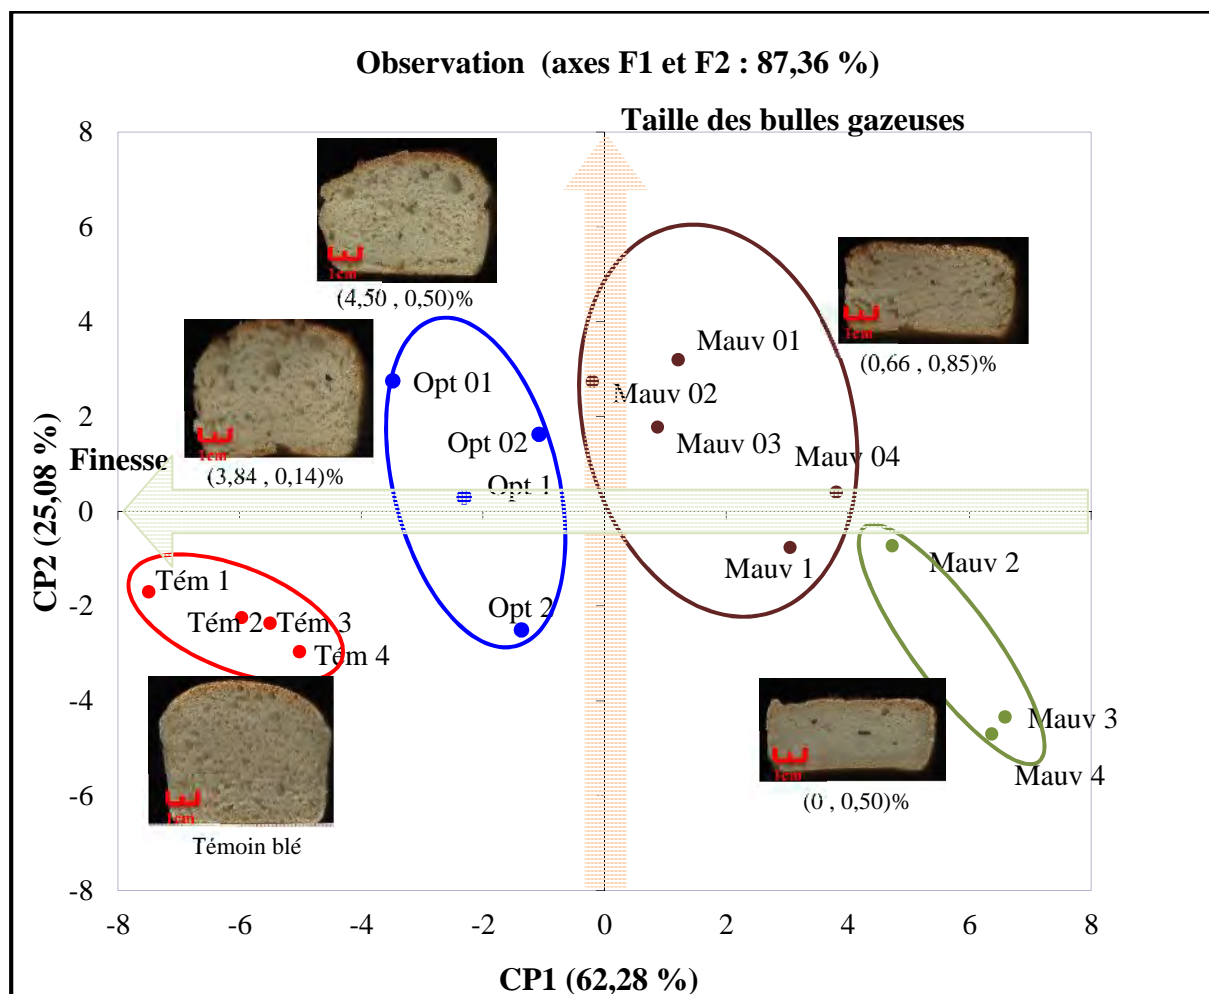 Observation (axes F1 et F2 : 87,36 %)
Taille des bulles gazeuses
8
6
4
2
0
-2
-4
-6
-8
CP2 (25,08 %)
1cm
(4,50 , 0,50)%
1cm
(0,66 , 0,85)%
1cm
(3,84 , 0,14)%
Finesse
Mauv 01
Mauv 02
Mauv 03
Mauv 04
Mauv 1
Opt 01
Opt 02
Opt 1
Opt 2
Mauv 2
Mauv 3
Mauv 4
Tém 1
Tém 2
Tém 3
Tém 4
1cm
Témoin blé
1cm
(0 , 0,50)%
-8 -6 -4 -2 0 2 4 6 8
CP1 (62,28 %)